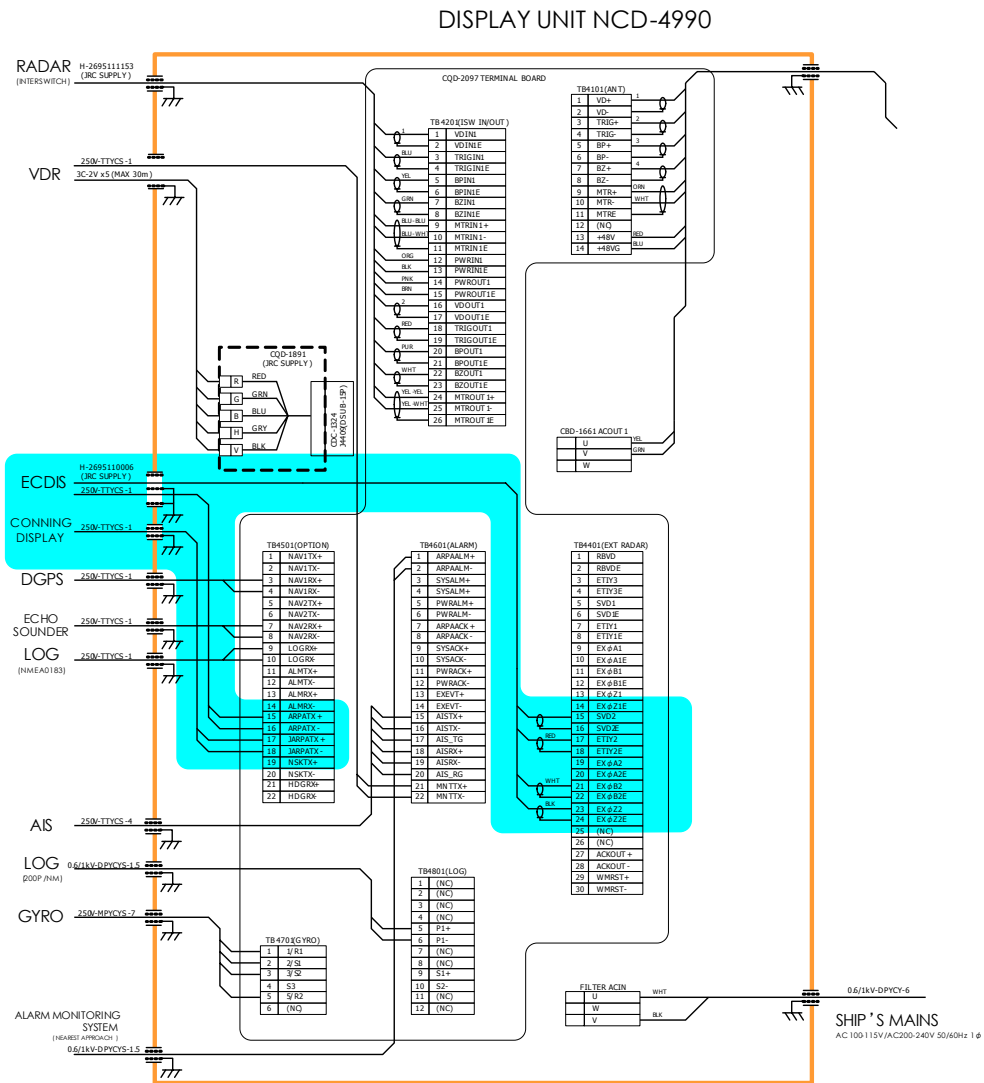 DISPLAY UNIT NCD-4990
RADAR
(INTERSWITCH)
H-2695111153
(JRC SUPPLY)
CQD-2097 TERMINAL BOARD
TB4101(ANT)
1 VD+
2 VD-
3 TRIG+
4 TRIG-
5 BP+
6 BP-
7 BZ+
8 BZ-
9 MTR+
10 MTR-
11 MTRE
12 (NC)
13 +48V
14 +48VG
1
2
3
4
ORN
WHT
RED
BLU
TB4201(ISW IN/OUT)
1 VDIN1
2 VDIN1E
3 TRIGIN1
4 TRIGIN1E
5 BPIN1
6 BPIN1E
7 BZIN1
8 BZIN1E
9 MTRIN1+
10 MTRIN1-
11 MTRIN1E
12 PWRIN1
13 PWRIN1E
14 PWROUT1
15 PWROUT1E
16 VDOUT1
17 VDOUT1E
18 TRIGOUT1
19 TRIGOUT1E
20 BPOUT1
21 BPOUT1E
22 BZOUT1
23 BZOUT1E
24 MTROUT1+
25 MTROUT1-
26 MTROUT1E
1
BLU
YEL
GRN
BLU-BLU
BLU-WHT
ORG
BLK
PNK
BRN
2
RED
PUR
WHT
YEL-YEL
YEL-WHT
VDR
250V-TTYCS-1
3C-2V x5 (MAX 30m)
CQD-1891
(JRC SUPPLY)
R RED
G GRN
B BLU
H GRY
V BLK
CDC-1324
J4409(DSUB-15P)
CBD-1661 ACOUT1
U
V
W
YEL
GRN
ECDIS
H-2695110006
(JRC SUPPLY)
250V-TTYCS-1
CONNING
DISPLAY
250V-TTYCS-1
DGPS
250V-TTYCS-1
ECHO
SOUNDER
250V-TTYCS-1
LOG
(NMEA0183)
250V-TTYCS-1
TB4501(OPTION)
1 NAV1TX+
2 NAV1TX-
3 NAV1RX+
4 NAV1RX-
5 NAV2TX+
6 NAV2TX-
7 NAV2RX+
8 NAV2RX-
9 LOGRX+
10 LOGRX-
11 ALMTX+
12 ALMTX-
13 ALMRX+
14 ALMRX-
15 ARPATX+
16 ARPATX-
17 JARPATX+
18 JARPATX-
19 NSKTX+
20 NSKTX-
21 HDGRX+
22 HDGRX-
TB4601(ALARM)
1 ARPAALM+
2 ARPAALM-
3 SYSALM+
4 SYSALM+
5 PWRALM+
6 PWRALM-
7 ARPAACK+
8 ARPAACK-
9 SYSACK+
10 SYSACK-
11 PWRACK+
12 PWRACK-
13 EXEVT+
14 EXEVT-
15 AISTX+
16 AISTX-
17 AIS_TG
18 AISRX+
19 AISRX-
20 AIS_RG
21 MNTTX+
22 MNTTX-
TB4401(EXT RADAR)
1 RBVD
2 RBVDE
3 ETIY3
4 ETIY3E
5 SVD1
6 SVD1E
7 ETIY1
8 ETIY1E
9 EXφA1
10 EXφA1E
11 EXφB1
12 EXφB1E
13 EXφZ1
14 EXφZ1E
15 SVD2
16 SVD2E
17 ETIY2
18 ETIY2E
19 EXφA2
20 EXφA2E
21 EXφB2
22 EXφB2E
23 EXφZ2
24 EXφZ2E
25 (NC)
26 (NC)
27 ACKOUT+
28 ACKOUT-
29 WMRST+
30 WMRST-
RED
WHT
BLK
AIS
250V-TTYCS-4
LOG
(200P/NM)
0.6/1kV-DPYCYS-1.5
GYRO
250V-MPYCYS-7
TB4701(GYRO)
1 1/R1
2 2/S1
3 3/S2
4 S3
5 5/R2
6 (NC)
TB4801(LOG)
1 (NC)
2 (NC)
3 (NC)
4 (NC)
5 P1+
6 P1-
7 (NC)
8 (NC)
9 S1+
10 S2-
11 (NC)
12 (NC)
FILTER ACIN
U
W
V
WHT
BLK
0.6/1kV-DPYCY-6
SHIP'S MAINS
AC100-115V/AC200-240V 50/60Hz 1φ
ALARM MONITORING
SYSTEM
(NEAREST APPROACH)
0.6/1kV-DPYCYS-1.5